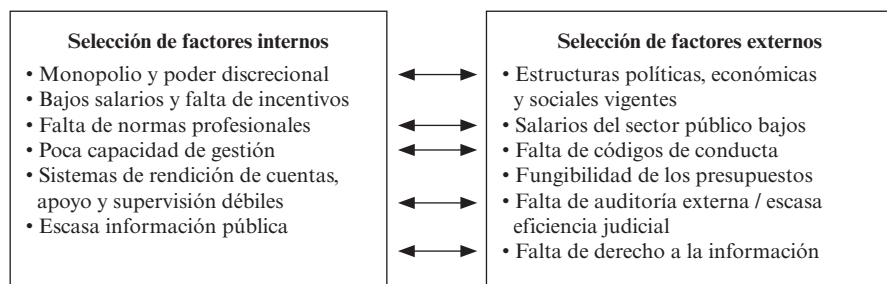 Selección de factores internos
• Monopolio y poder discrecional
• Bajos salarios y falta de incentivos
• Falta de normas profesionales
• Poca capacidad de gestión
• Sistemas de rendición de cuentas,
apoyo y supervisión débiles
• Escasa información pública
Selección de factores externos
• Estructuras políticas, económicas
y sociales vigentes
• Salarios del sector público bajos
• Falta de códigos de conducta
• Fungibilidad de los presupuestos
• Falta de auditoría externa / escasa
eficiencia judicial
• Falta de derecho a la información